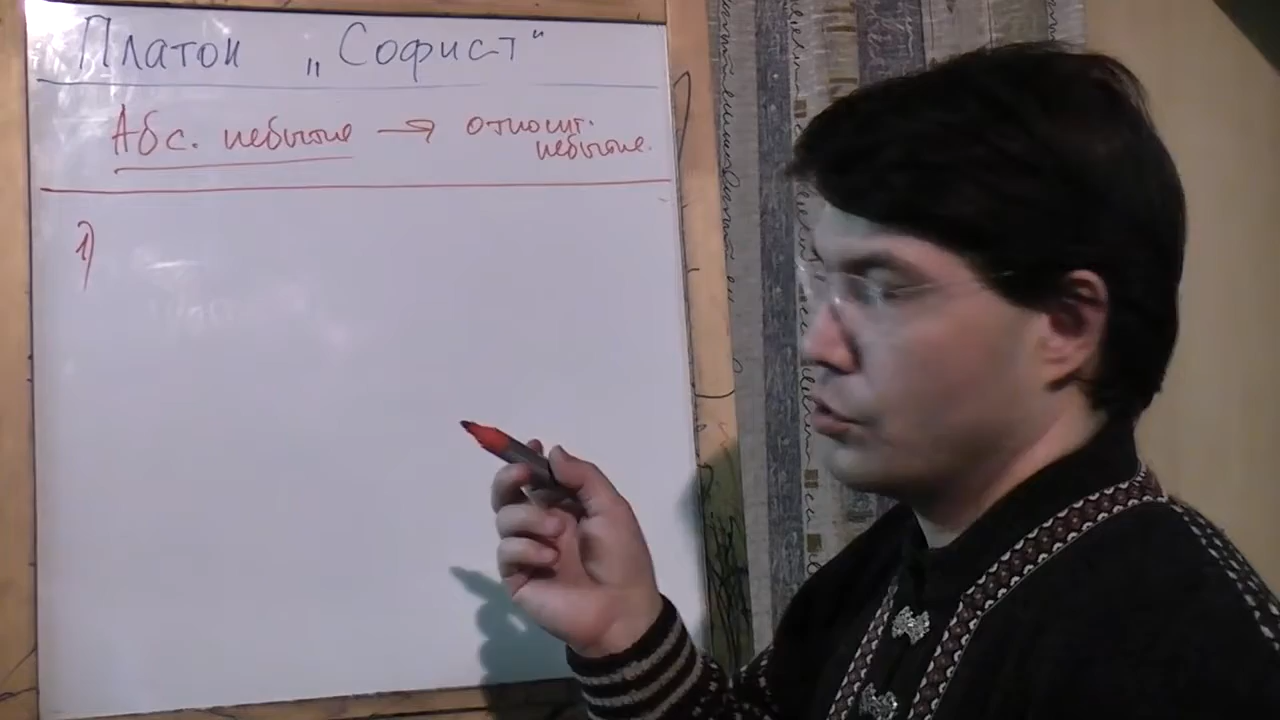 Платон „Софист“
Абс. небытие → относит.
небытие.
1)